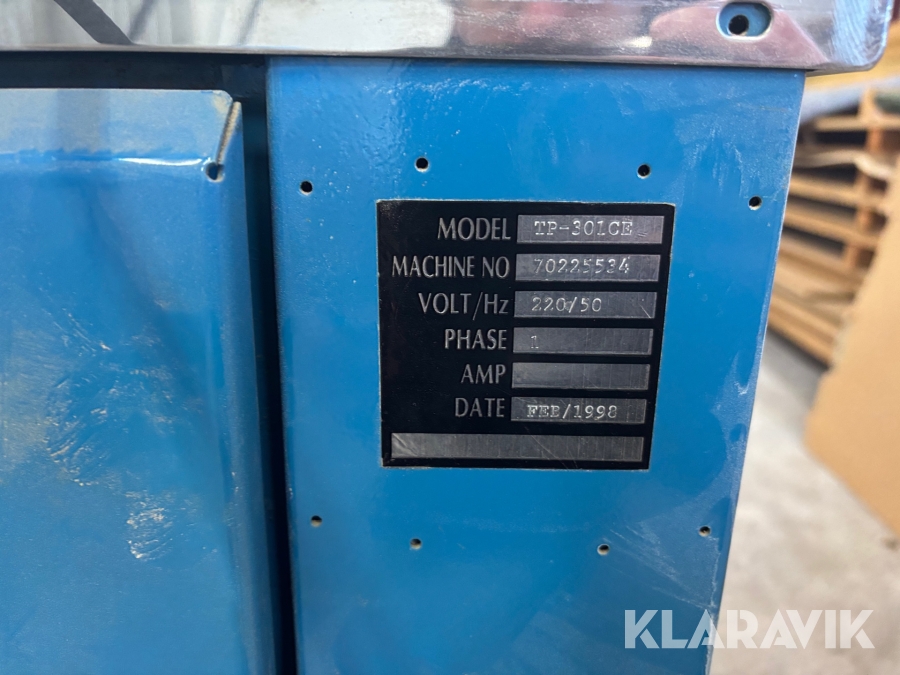 MODEL TP-301CE
MACHINE NO 70225534
VOLT/Hz 220/50
PHASE 1
AMP
DATE FEB/1998
KLARAVIK